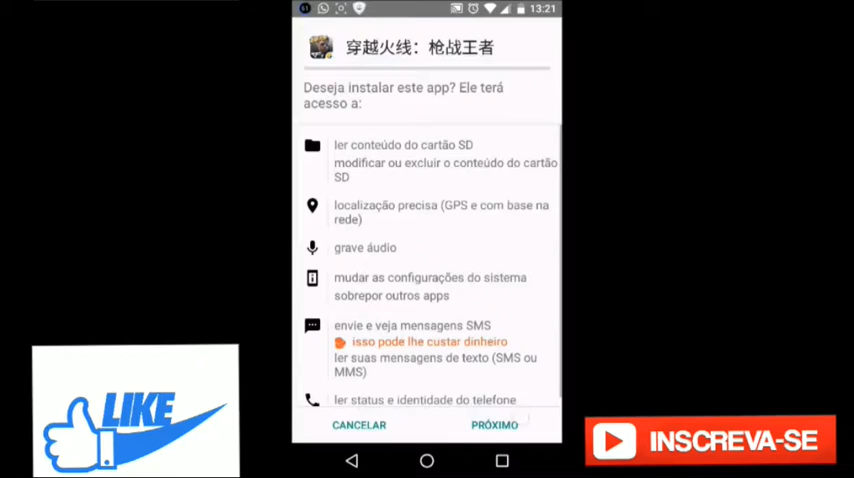 13:21
穿越火线：枪战王者
Deseja instalar este app? Ele terá
acesso a:
ler conteúdo do cartão SD
modificar ou excluir o conteúdo do cartão
SD
localização precisa (GPS e com base na
rede)
grave áudio
mudar as configurações do sistema
sobrepor outros apps
envie e veja mensagens SMS
isso pode lhe custar dinheiro
ler suas mensagens de texto (SMS ou
MMS)
ler status e identidade do telefone
CANCELAR PRÓXIMO
LIKE
INSCREVA-SE